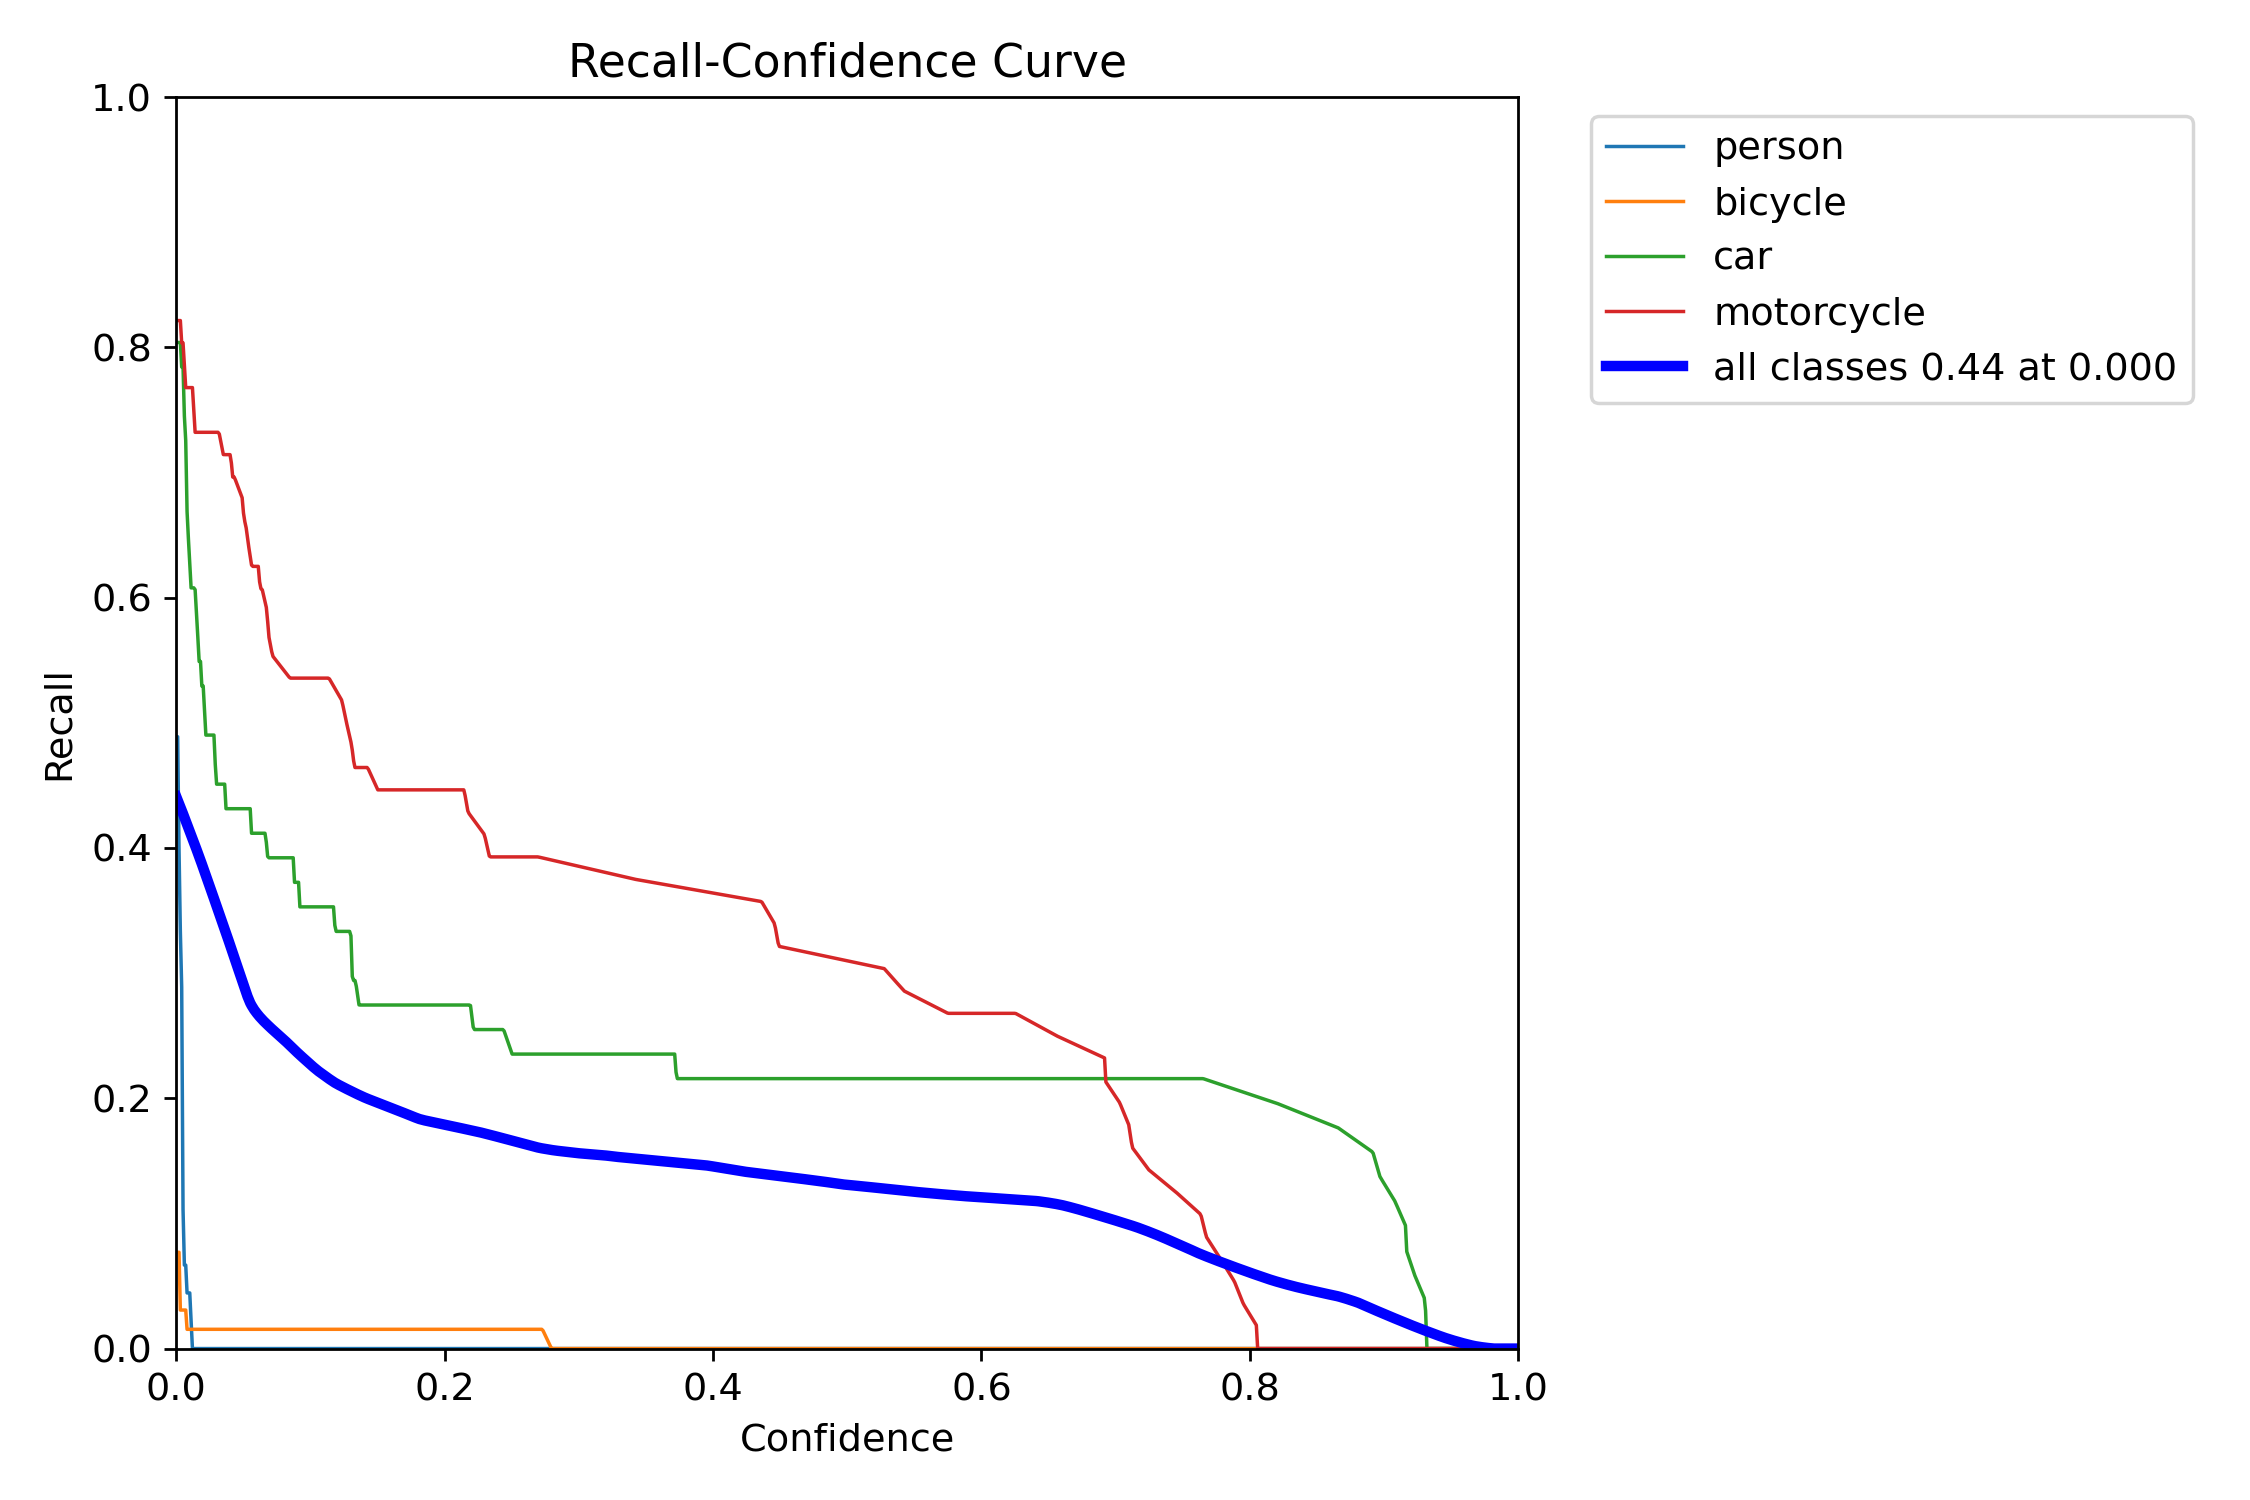 Recall-Confidence Curve
1.0
0.8
0.6
0.4
0.2
0.0
Recall
0.0 0.2 0.4 0.6 0.8 1.0
Confidence
person
bicycle
car
motorcycle
all classes 0.44 at 0.000